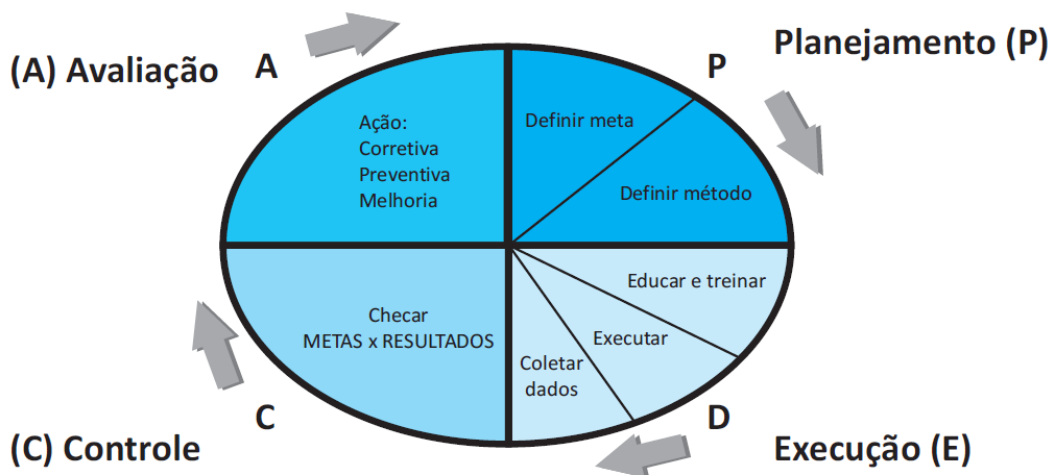 Planejamento (P)
(A) Avaliação
A
P
Ação:
Corretiva
Preventiva
Melhoria
Definir meta
Definir método
Educar e treinar
Executar
Coletar
dados
Checar
METAS x RESULTADOS
C
D
(C) Controle
Execução (E)